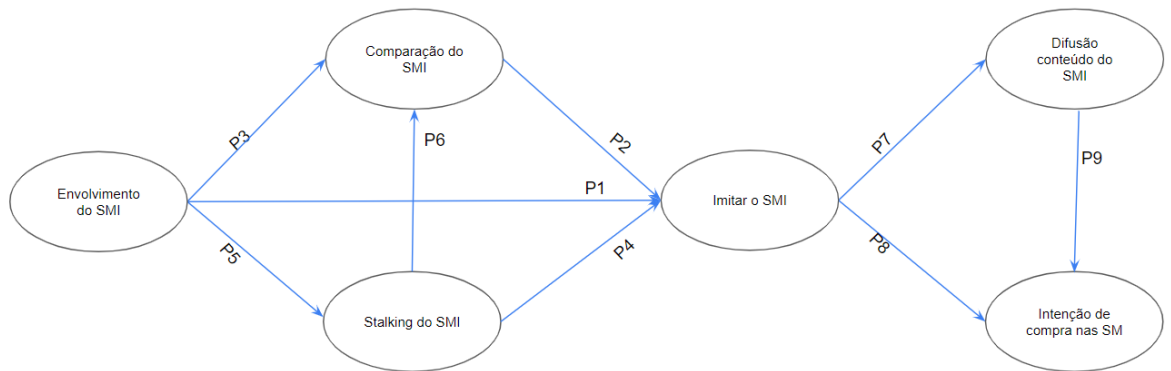 Comparação do
SMI
Difusão
conteúdo do
SMI
P3
P6
P2
P7
P9
Envolvimento
do SMI
P1
Imitar o SMI
P5
P4
P8
Stalking do SMI
Intenção de
compra nas SM